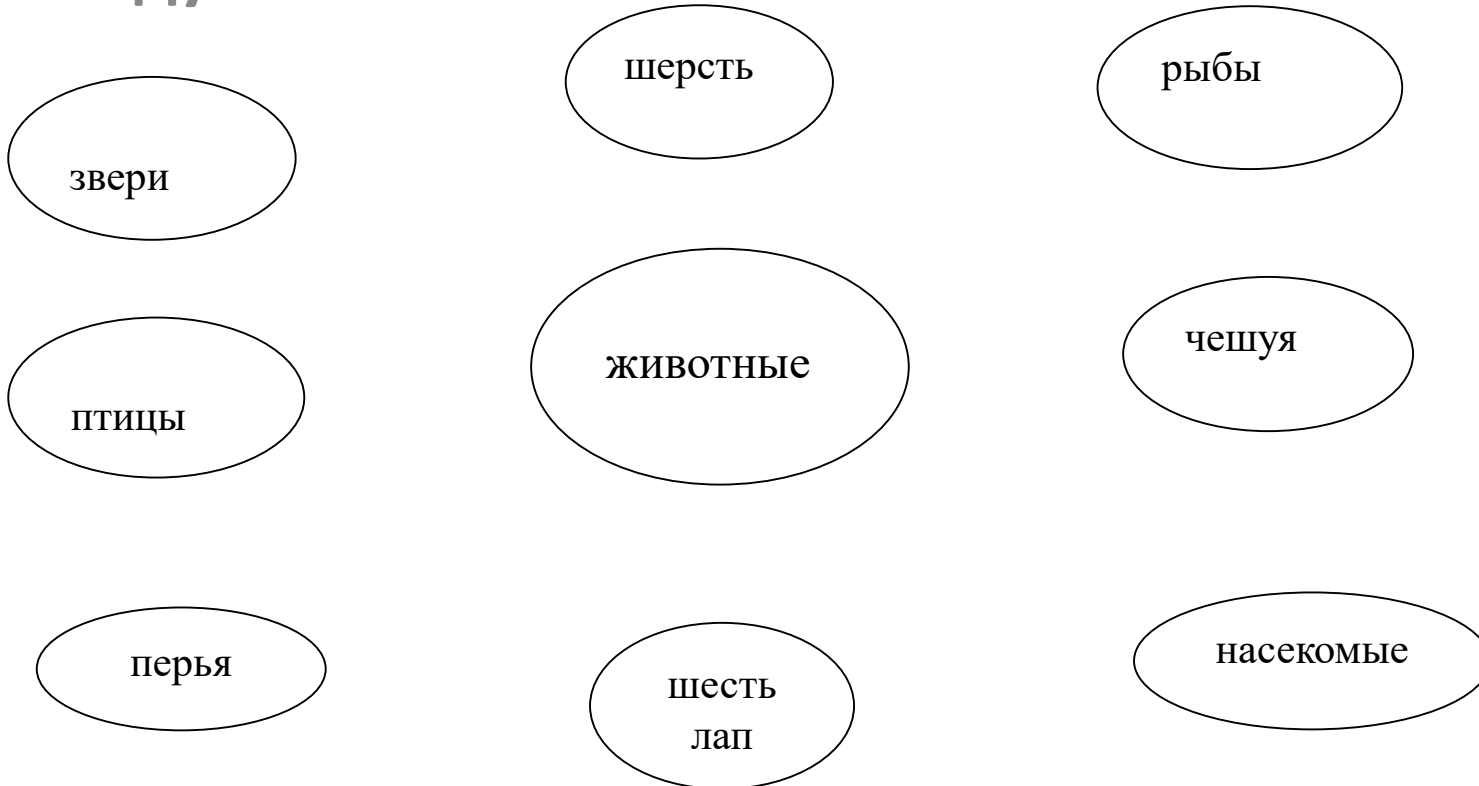 шерсть
рыбы
звери
животные
чешуя
птицы
перья
шесть
лап
насекомые